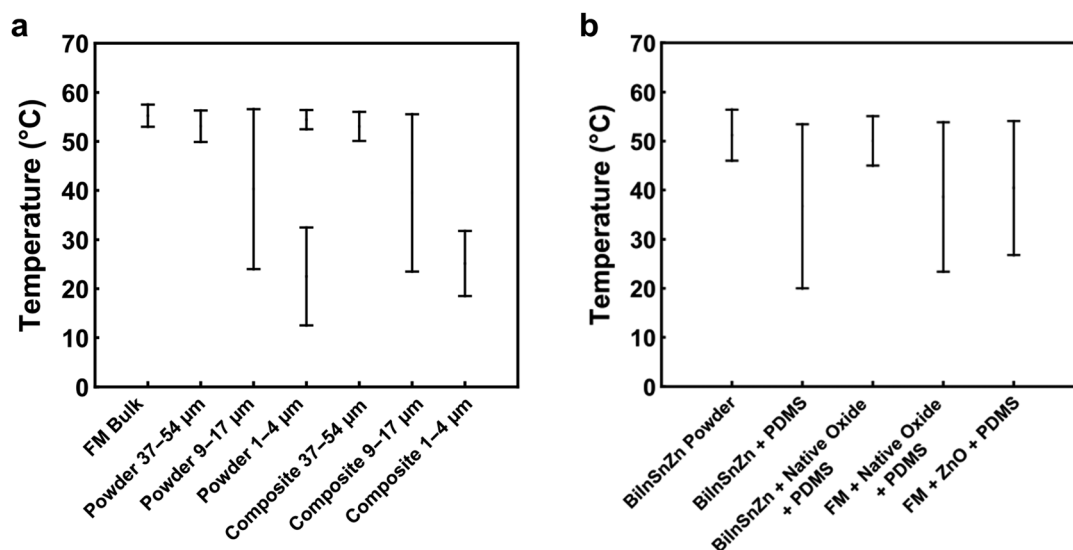 a
70
60
50
40
30
20
10
0
Temperature (°C)
FM Bulk
Powder 37–54 µm
Powder 9–17 µm
Powder 1–4 µm
Composite 37–54 µm
Composite 9–17 µm
Composite 1–4 µm
b
70
60
50
40
30
20
10
0
Temperature (°C)
BiInSnZn Powder
BiInSnZn + PDMS
BiInSnZn + Native Oxide
+ PDMS
FM + Native Oxide
+ PDMS
FM + ZnO + PDMS